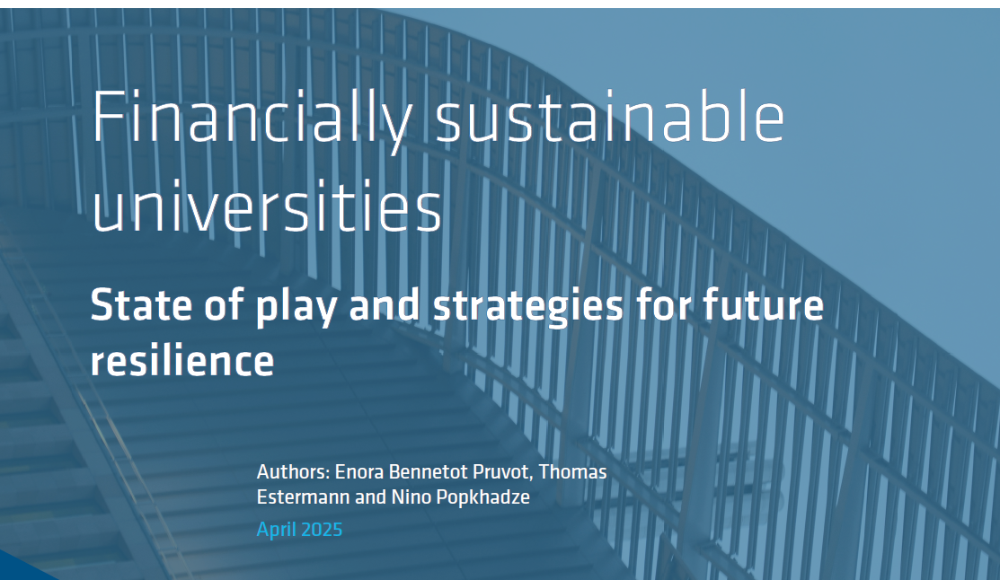 Financially sustainable
universities
State of play and strategies for future
resilience
Authors: Enora Bennetot Pruvot, Thomas
Estermann and Nino Popkhadze
April 2025